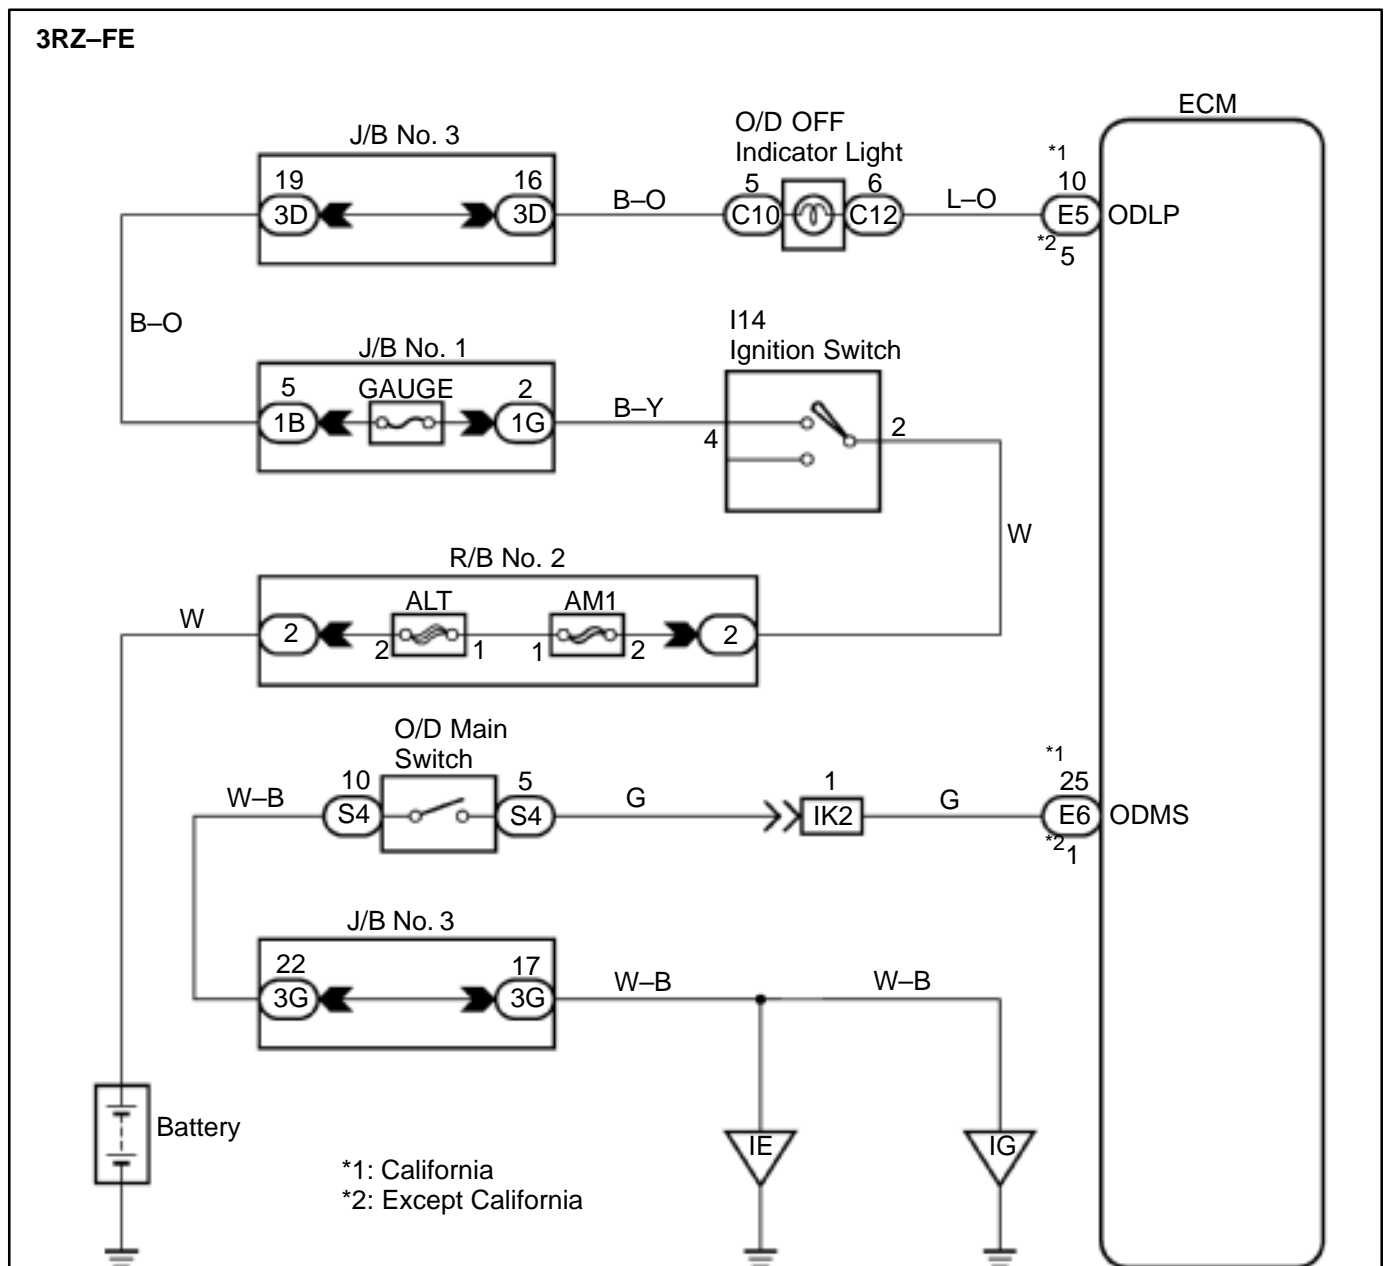 3RZ–FE
ECM
J/B No. 3
O/D OFF
Indicator Light
19
16
5
6
*1
10
3D
3D
B–O
C10
C12
L–O
E5
ODLP
*2 5
B–O
J/B No. 1
I14
Ignition Switch
5
GAUGE
2
1B
1G
B–Y
4
2
W
R/B No. 2
W
ALT
AM1
2
2
1
1
2
2
O/D Main
Switch
*1
W–B
10
5
G
1
G
25
S4
S4
IK2
E6
ODMS
*2 1
J/B No. 3
22
17
3G
3G
W–B
W–B
Battery
IE
IG
*1: California
*2: Except California